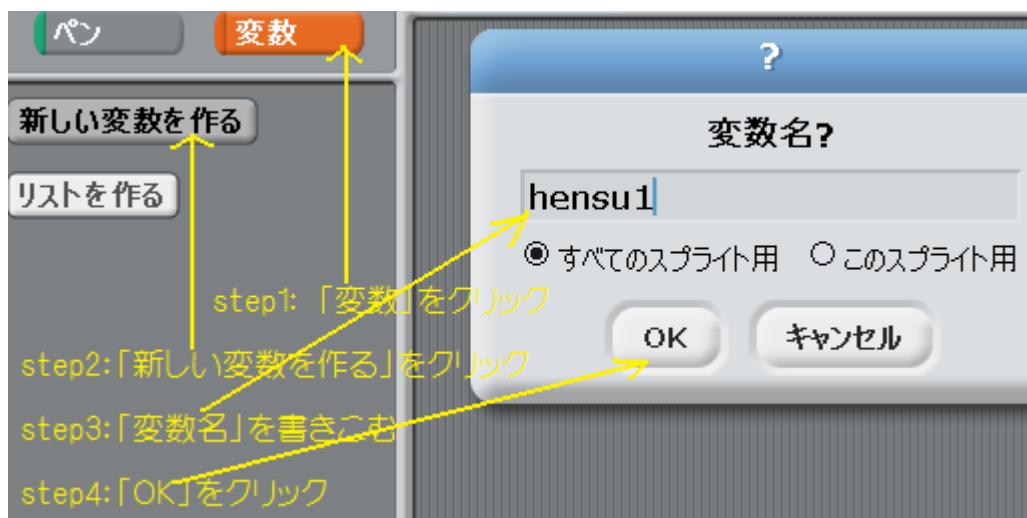 ペン
変数
新しい変数を作る
リストを作る
?
変数名?
hensu1
すべてのスプライト用
このスプライト用
OK
キャンセル
step1:「変数」をクリック
step2:「新しい変数を作る」をクリック
step3:「変数名」を書きこむ
step4:「OK」をクリック